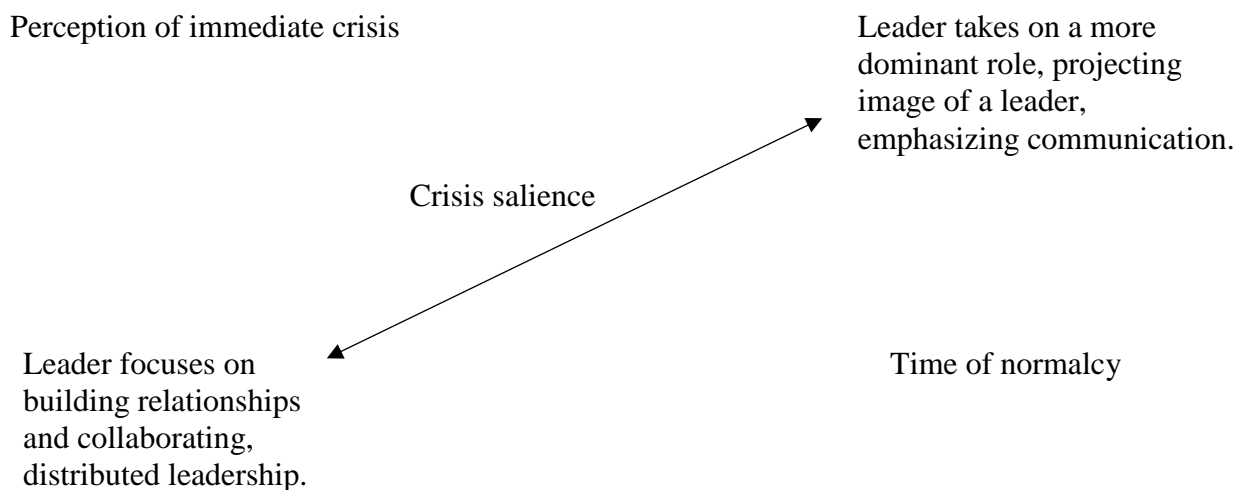 Perception of immediate crisis
Leader takes on a more
dominant role, projecting
image of a leader,
emphasizing communication.
Crisis salience
Leader focuses on
building relationships
and collaborating,
distributed leadership.
Time of normalcy